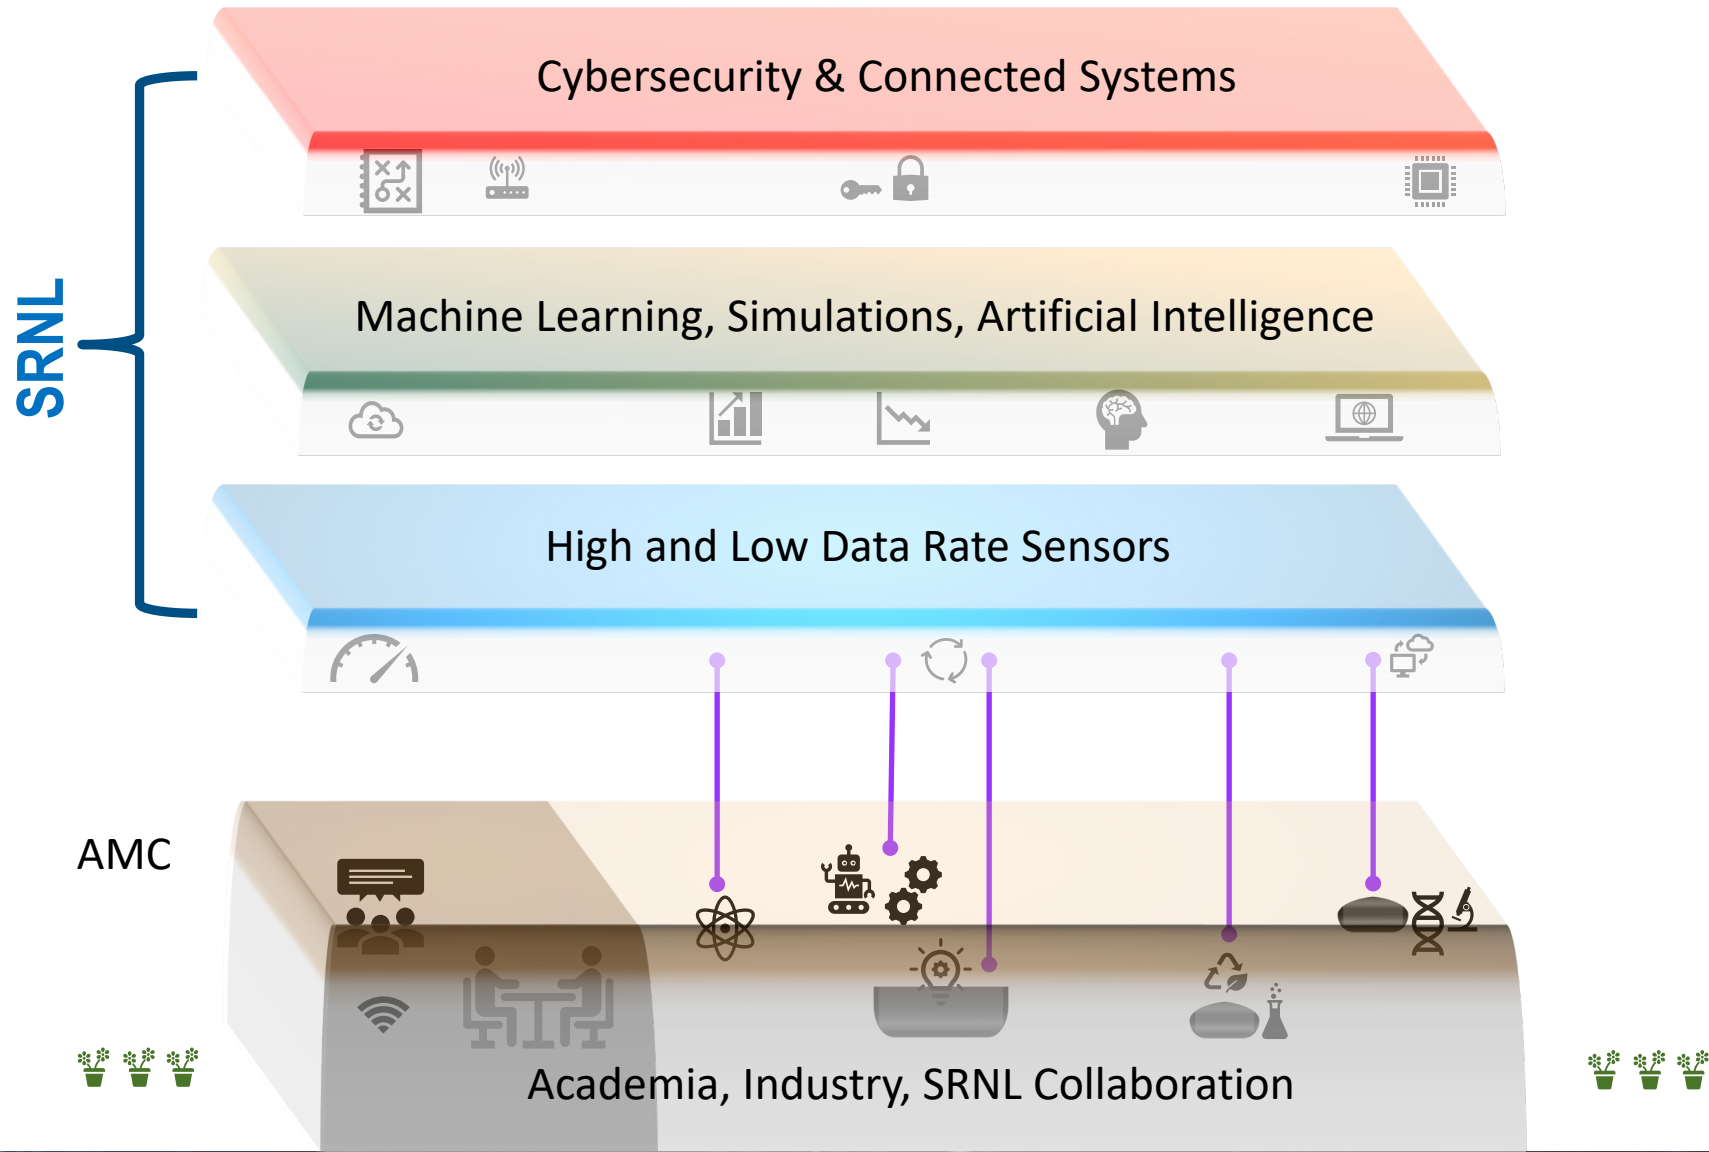 Cybersecurity & Connected Systems
SRNL
Machine Learning, Simulations, Artificial Intelligence
High and Low Data Rate Sensors
AMC
Academia, Industry, SRNL Collaboration